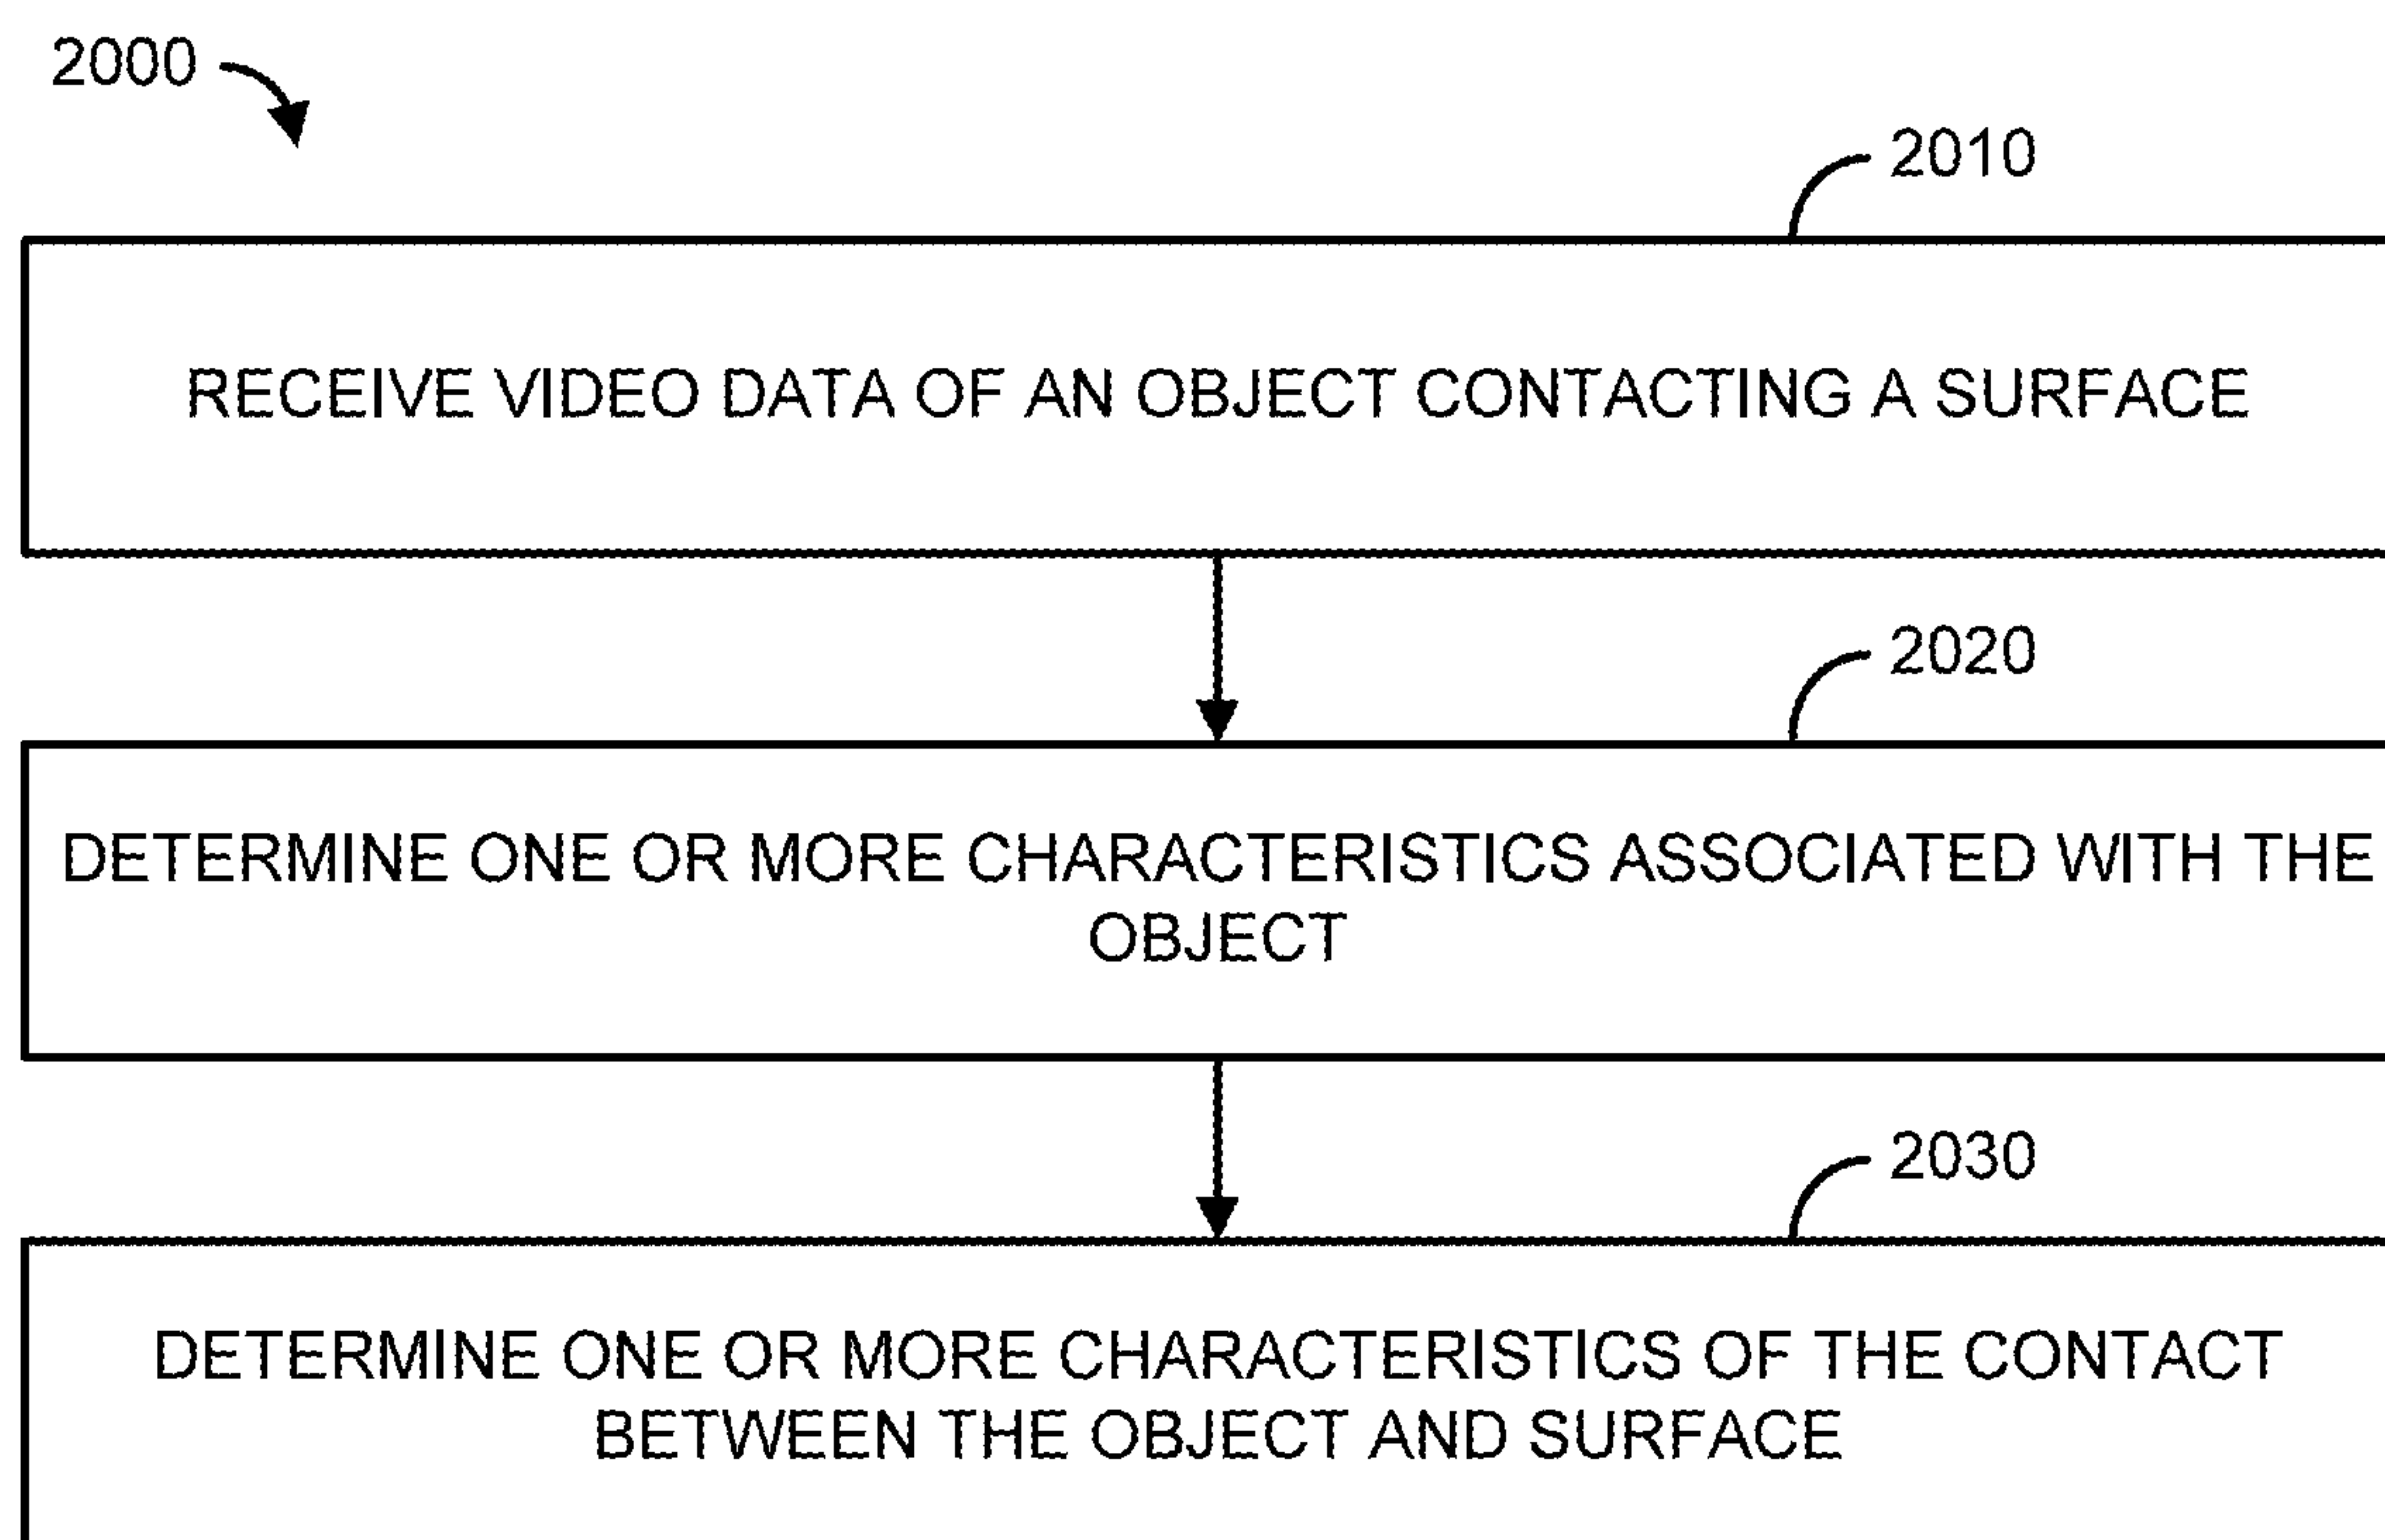 2000
2010
RECEIVE VIDEO DATA OF AN OBJECT CONTACTING A SURFACE
2020
DETERMINE ONE OR MORE CHARACTERISTICS ASSOCIATED WITH THE
OBJECT
2030
DETERMINE ONE OR MORE CHARACTERISTICS OF THE CONTACT
BETWEEN THE OBJECT AND SURFACE